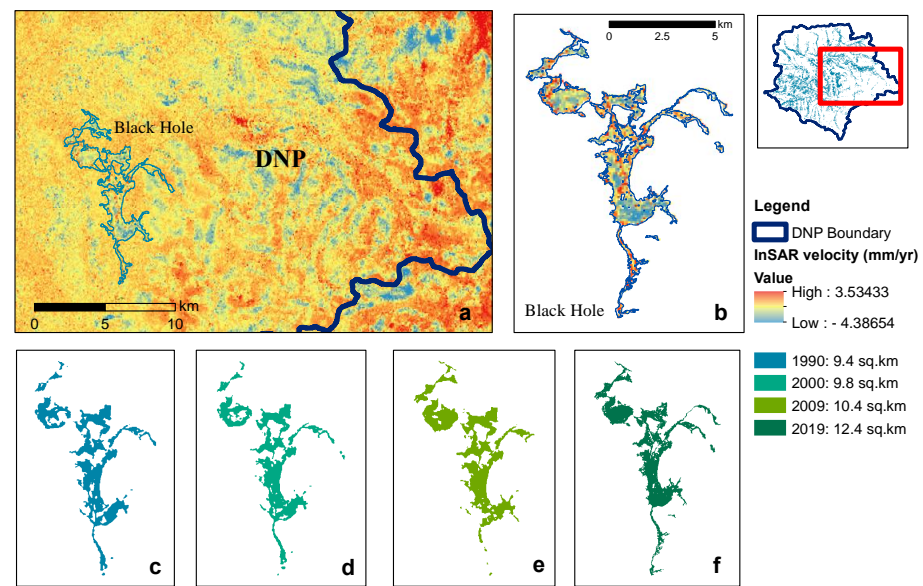 Black Hole
DNP
km
0 5 10
a
km
0 2.5 5
Black Hole
b
Legend
DNP Boundary
InSAR velocity (mm/yr)
Value
High : 3.53433
Low : - 4.38654
1990: 9.4 sq.km
2000: 9.8 sq.km
2009: 10.4 sq.km
2019: 12.4 sq.km
c
d
e
f